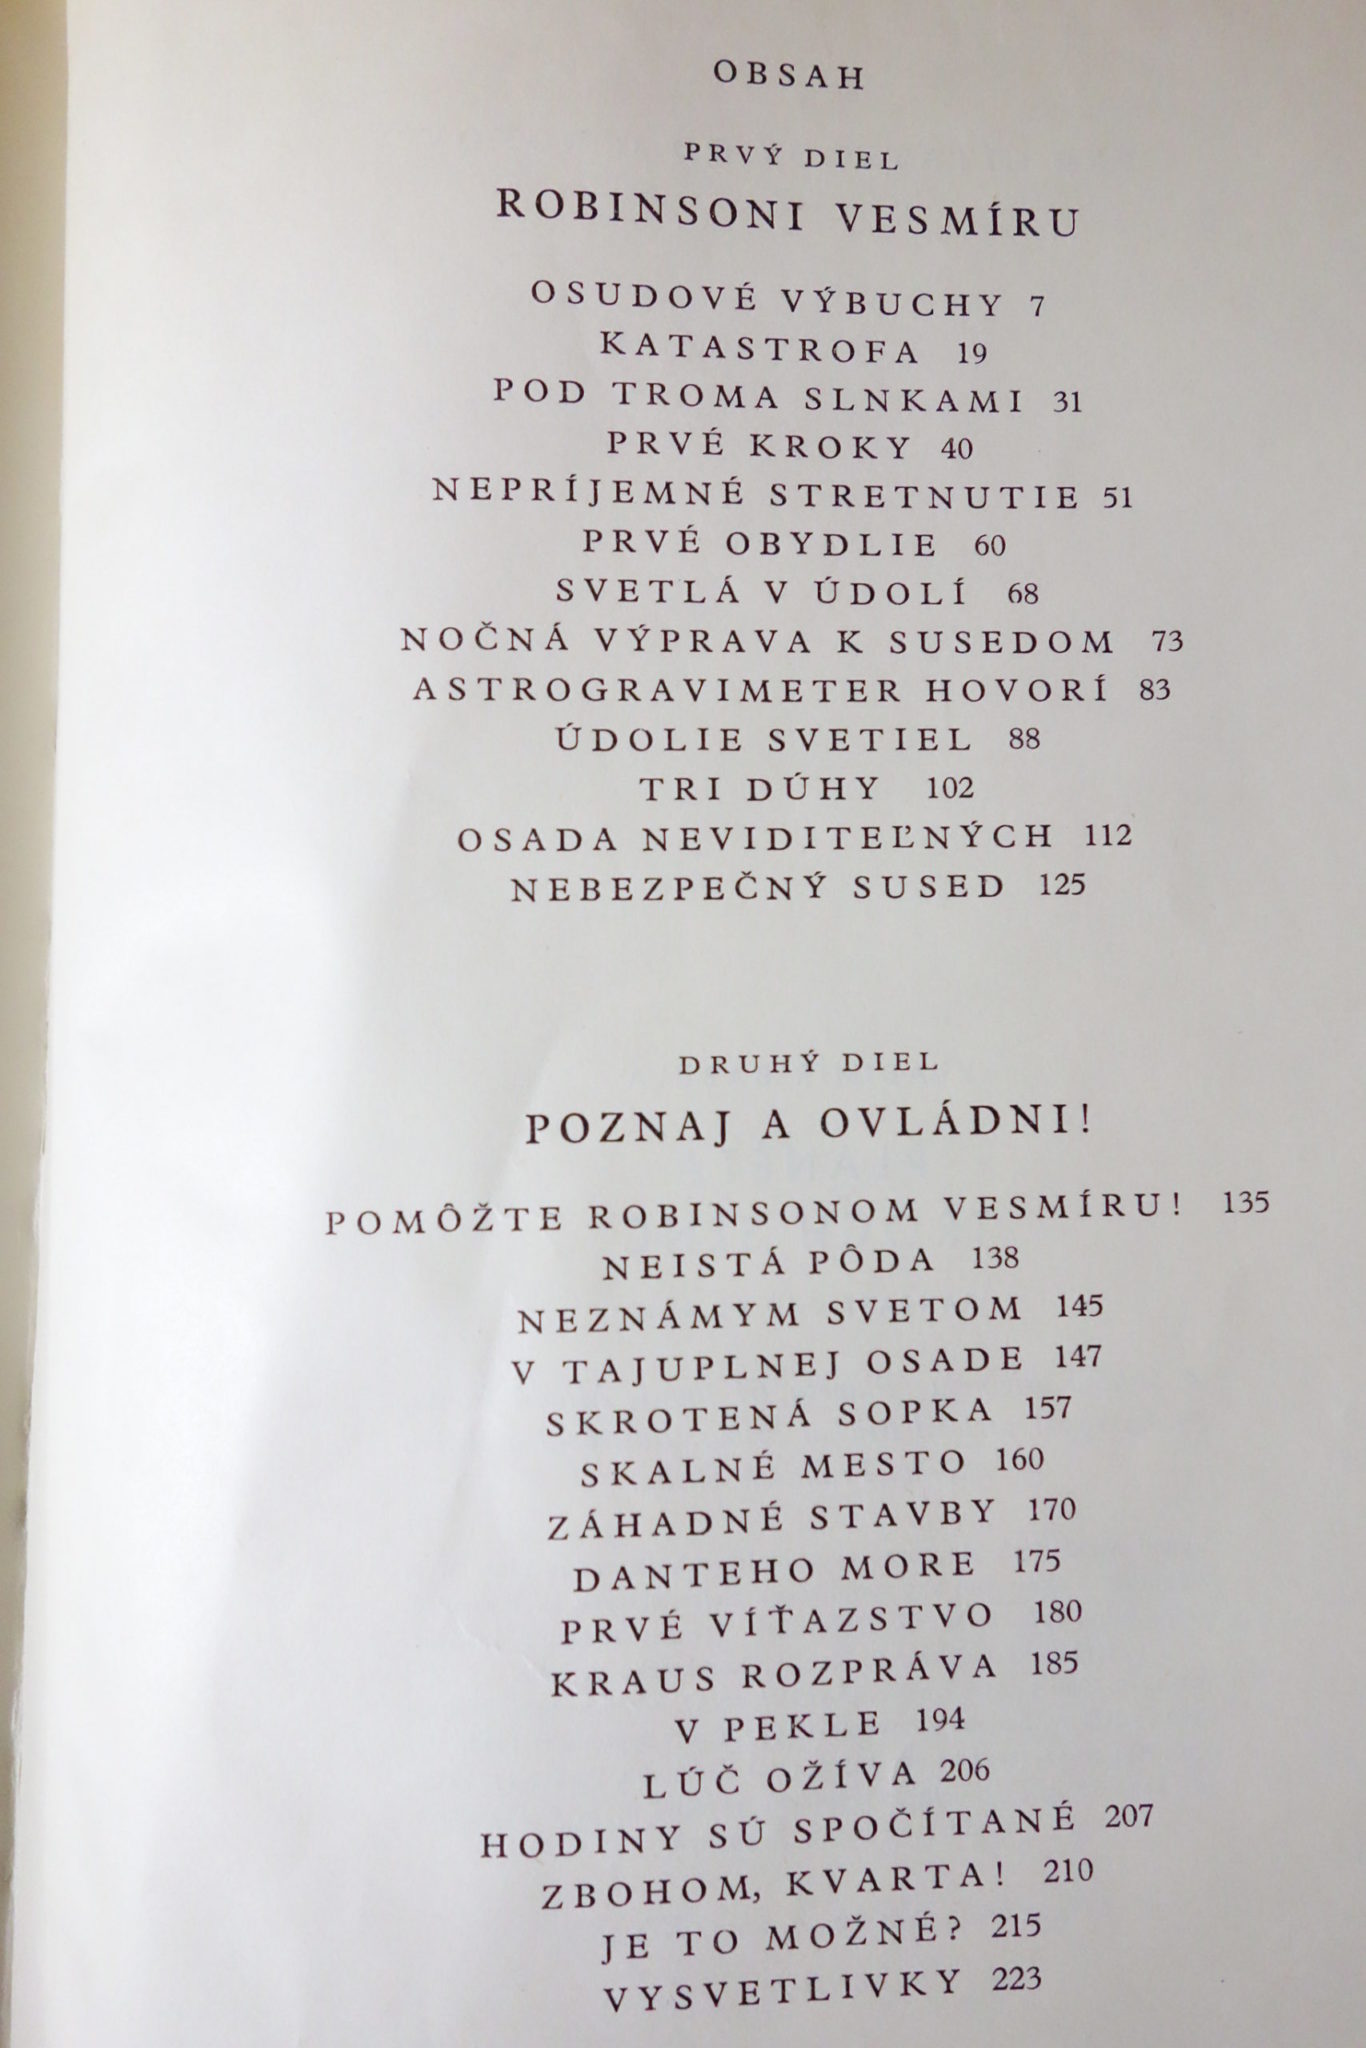 OBSAH
PRVÝ DIEL
ROBINSONI VESMÍRU
OSUDOVÉ VÝBUCHY 7
KATASTROFA 19
POD TROMA SLNKAMI 31
PRVÉ KROKY 40
NEPRÍJEMNÉ STRETNUTIE 51
PRVÉ OBYDLIE 60
SVETLÁ V ÚDOLÍ 68
NOČNÁ VÝPRAVA K SUSEDOM 73
ASTROGRAVIMETER HOVORÍ 83
ÚDOLIE SVETIEL 88
TRI DÚHY 102
OSADA NEVIDITEĽNÝCH 112
NEBEZPEČNÝ SUSED 125
DRUHÝ DIEL
POZNAJ A OVLÁDNI!
POMÔŽTE ROBINSONOM VESMÍRU! 135
NEISTÁ PÔDA 138
NEZNÁMYM SVETOM 145
V TAJUPLNEJ OSADE 147
SKROTENÁ SOPKA 157
SKALNÉ MESTO 160
ZÁHADNÉ STAVBY 170
DANTEHO MORE 175
PRVÉ VÍŤAZSTVO 180
KRAUS ROZPRÁVA 185
V PEKLE 194
LÚČ OŽÍVA 206
HODINY SÚ SPOČÍTANÉ 207
ZBOHOM, KVARTA! 210
JE TO MOŽNÉ? 215
VYSVETLIVKY 223